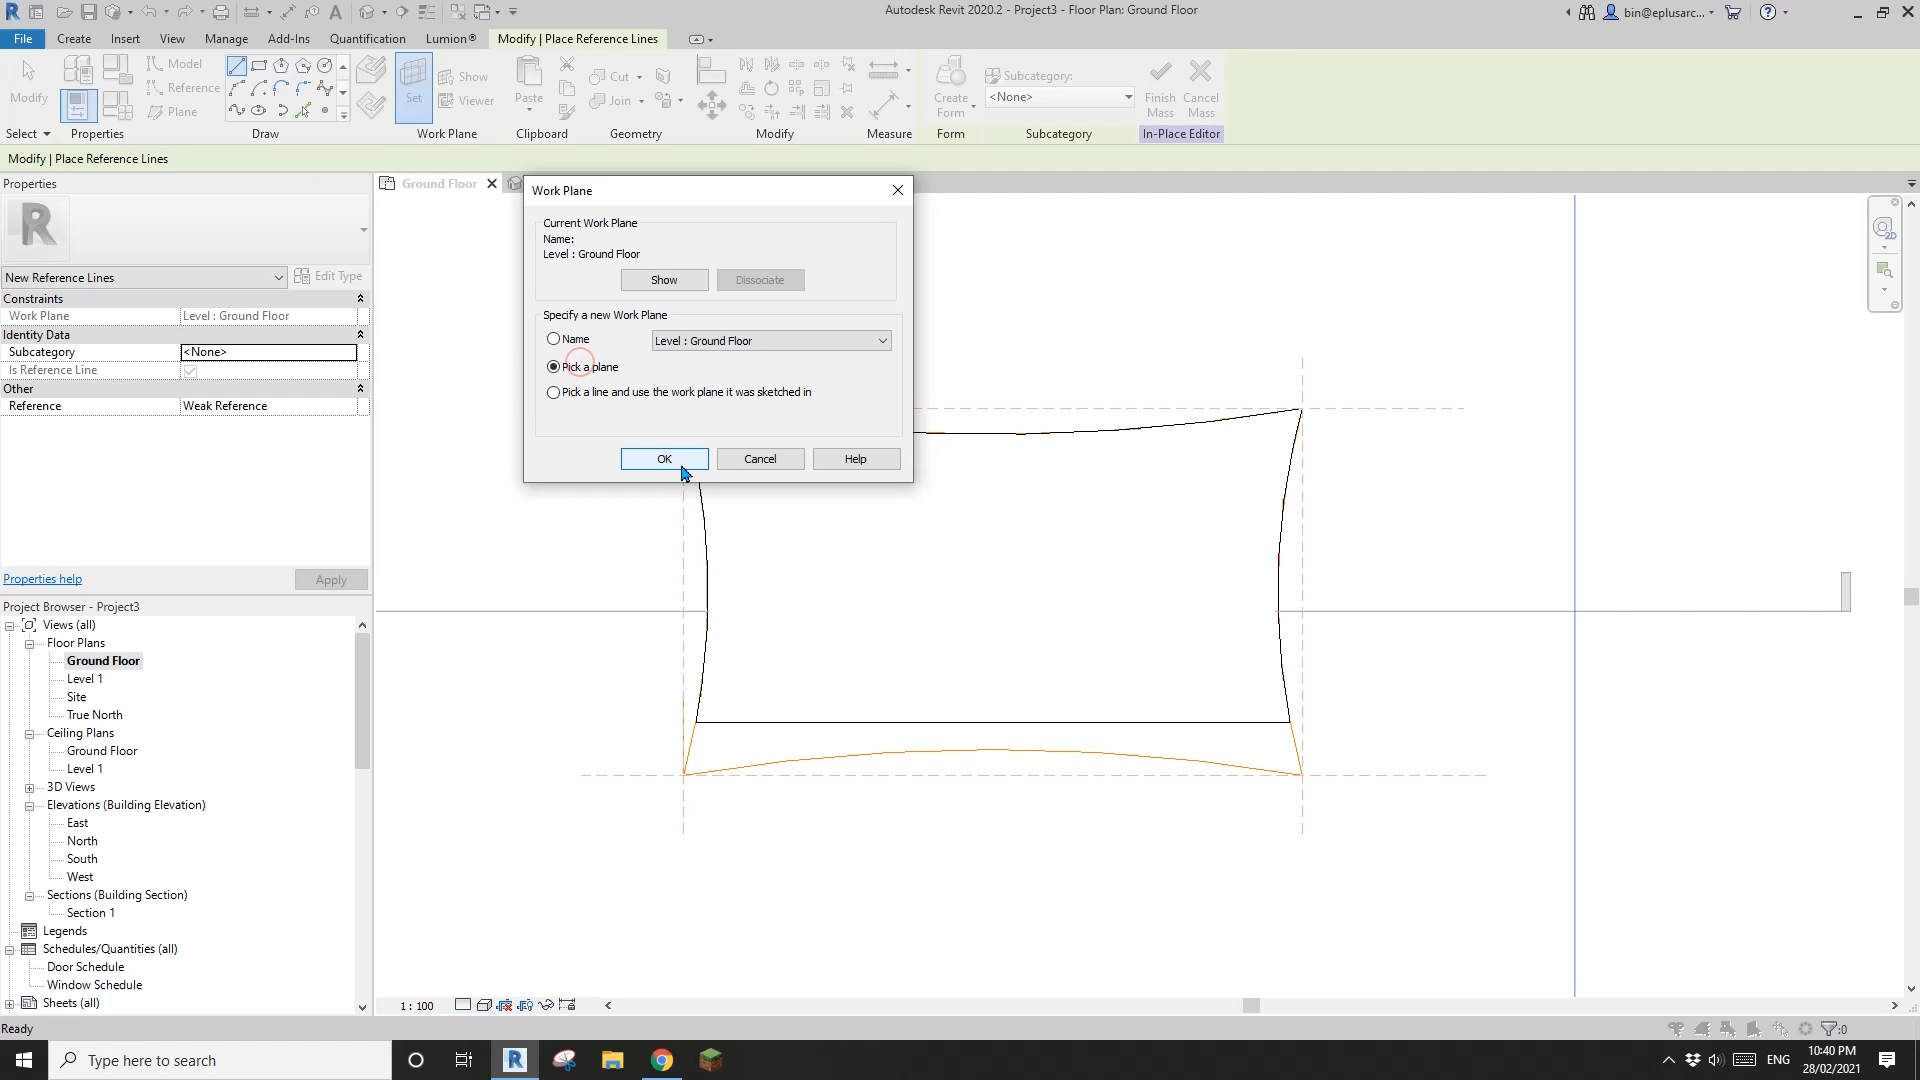 Autodesk Revit 2020.2 - Project3 - Floor Plan: Ground Floor
bin@eplusarc...
File Create Insert View Manage Add-Ins Quantification Lumion® Modify | Place Reference Lines
Modify
Model
Reference
Plane
Set
Show
Viewer
Paste
Cut
Join
Create
Form
Subcategory:
<None>
Finish
Mass
Cancel
Mass
Select Properties Draw Work Plane Clipboard Geometry Modify Measure Form Subcategory In-Place Editor
Modify | Place Reference Lines
Properties
Ground Floor
R
New Reference Lines Edit Type
Constraints
Work Plane Level : Ground Floor
Identity Data
Subcategory <None>
Is Reference Line
Other
Reference Weak Reference
Properties help Apply
Work Plane
Current Work Plane
Name:
Level : Ground Floor
Show Dissociate
Specify a new Work Plane
Name Level : Ground Floor
Pick a plane
Pick a line and use the work plane it was sketched in
OK Cancel Help
2D
Project Browser - Project3
Views (all)
Floor Plans
Ground Floor
Level 1
Site
True North
Ceiling Plans
Ground Floor
Level 1
3D Views
Elevations (Building Elevation)
East
North
South
West
Sections (Building Section)
Section 1
Legends
Schedules/Quantities (all)
Door Schedule
Window Schedule
Sheets (all)
1 : 100
Ready
:0
Type here to search
ENG
10:40 PM
28/02/2021